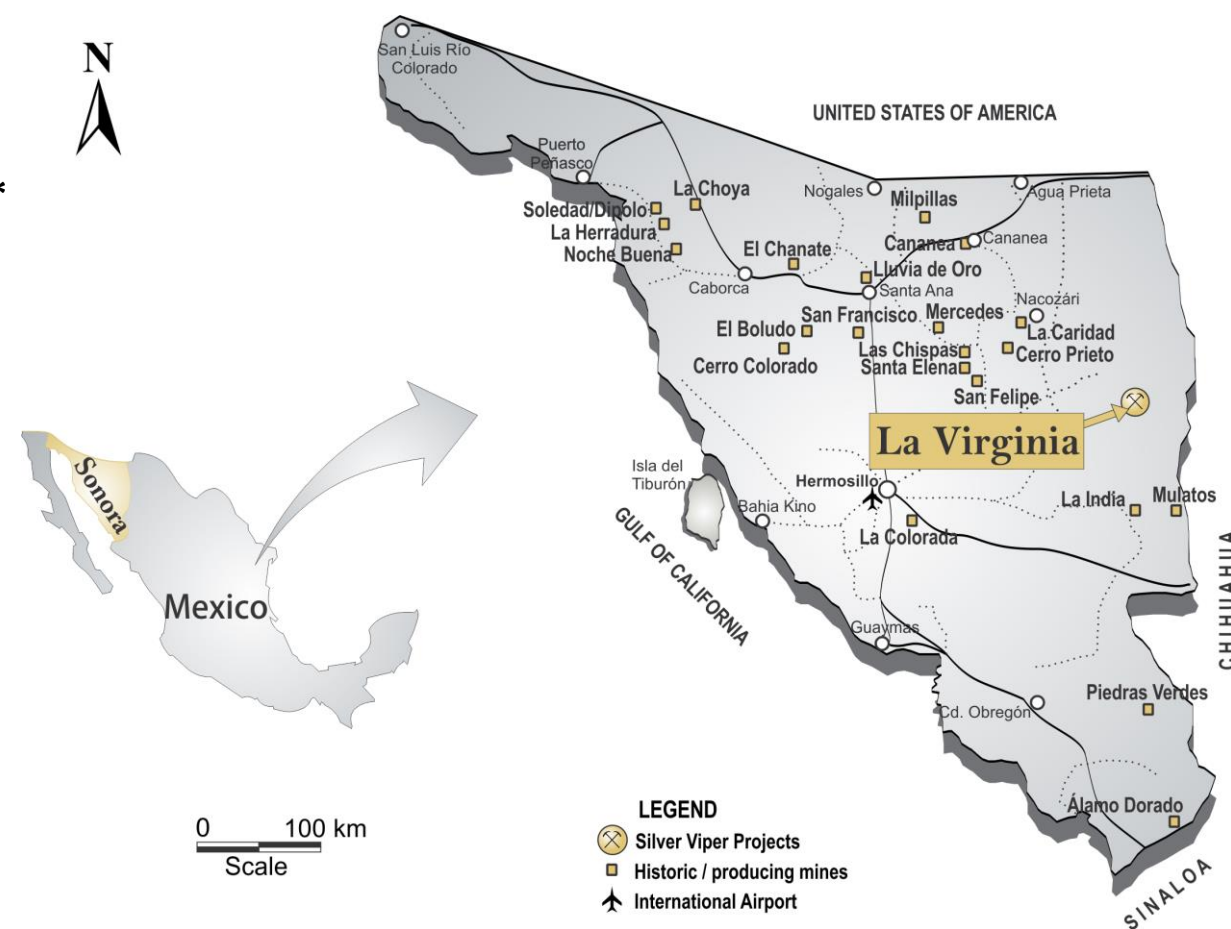 N
*
San Luis Río
Colorado
UNITED STATES OF AMERICA
Puerto
Peñasco
Nogales
Agua Prieta
La Choya
Milpillas
Soledad/Dipolo
La Herradura
Noche Buena
El Chanate
Cananea
Cananea
Lluvia de Oro
Caborca
Santa Ana
Nacozári
San Francisco
Mercedes
El Boludo
La Caridad
Cerro Colorado
Las Chispas
Cerro Prieto
Santa Elena
San Felipe
La Virginia
Isla del
Tiburón
Hermosillo
Bahia Kino
La India
Mulatos
La Colorada
GULF OF CALIFORNIA
CHIHUAHUA
Guaymas
Sonora
Mexico
Piedras Verdes
Cd. Obregón
Álamo Dorado
SINALOA
0 100 km
Scale
LEGEND
Silver Viper Projects
Historic / producing mines
International Airport